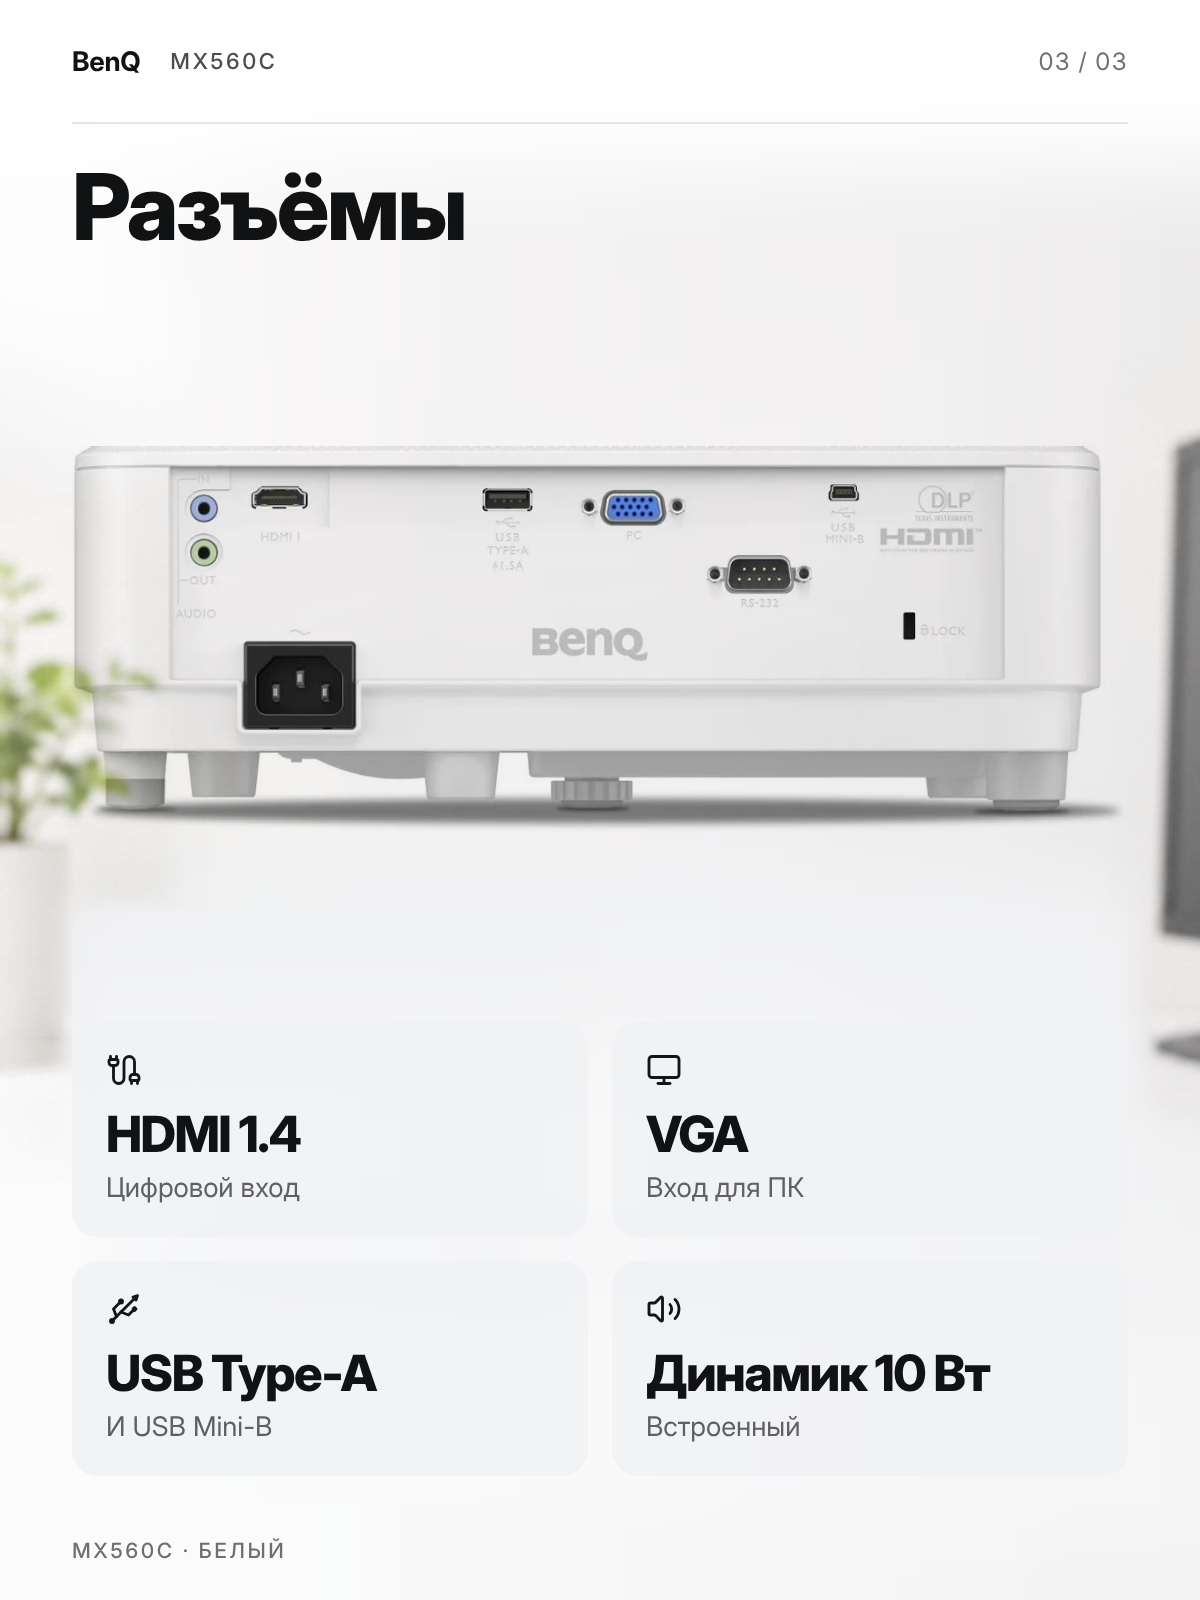 BenQ MX560C 03 / 03
Разъёмы
IN
OUT
AUDIO
HDMI 1
USB
TYPE-A
PC
RS-232
USB
MINI-B
DLP
TEXAS INSTRUMENTS
HDMI
LOCK
BenQ
HDMI 1.4
Цифровой вход
VGA
Вход для ПК
USB Type-A
И USB Mini-B
Динамик 10 Вт
Встроенный
MX560C · БЕЛЫЙ